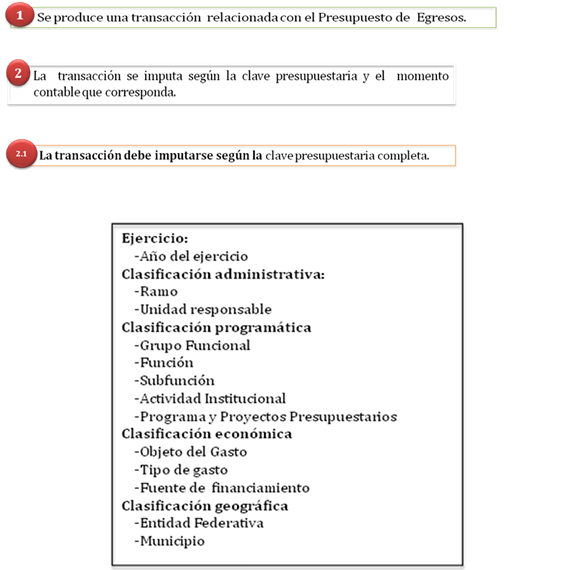 1 Se produce una transacción relacionada con el Presupuesto de Egresos.
2 La transacción se imputa según la clave presupuestaria y el momento
contable que corresponda.
2.1 La transacción debe imputarse según la clave presupuestaria completa.
Ejercicio:
-Año del ejercicio
Clasificación administrativa:
-Ramo
-Unidad responsable
Clasificación programática
-Grupo Funcional
-Función
-Subfunción
-Actividad Institucional
-Programa y Proyectos Presupuestarios
Clasificación económica
-Objeto del Gasto
-Tipo de gasto
-Fuente de financiamiento
Clasificación geográfica
-Entidad Federativa
-Municipio